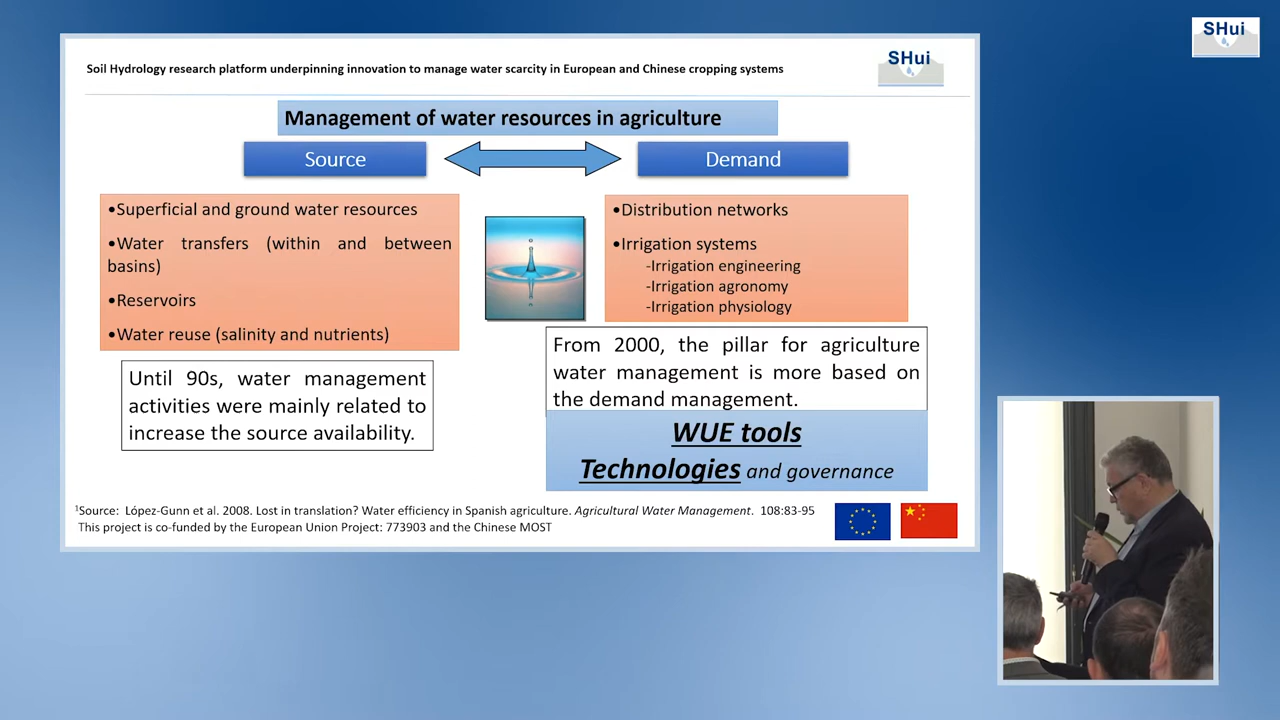 SHui
Soil Hydrology research platform underpinning innovation to manage water scarcity in European and Chinese cropping systems
SHui
Management of water resources in agriculture
Source
Demand
•Superficial and ground water resources
•Water transfers (within and between
basins)
•Reservoirs
•Water reuse (salinity and nutrients)
•Distribution networks
•Irrigation systems
-Irrigation engineering
-Irrigation agronomy
-Irrigation physiology
Until 90s, water management
activities were mainly related to
increase the source availability.
From 2000, the pillar for agriculture
water management is more based on
the demand management.
WUE tools
Technologies and governance
¹Source: López-Gunn et al. 2008. Lost in translation? Water efficiency in Spanish agriculture. Agricultural Water Management. 108:83-95
This project is co-funded by the European Union Project: 773903 and the Chinese MOST